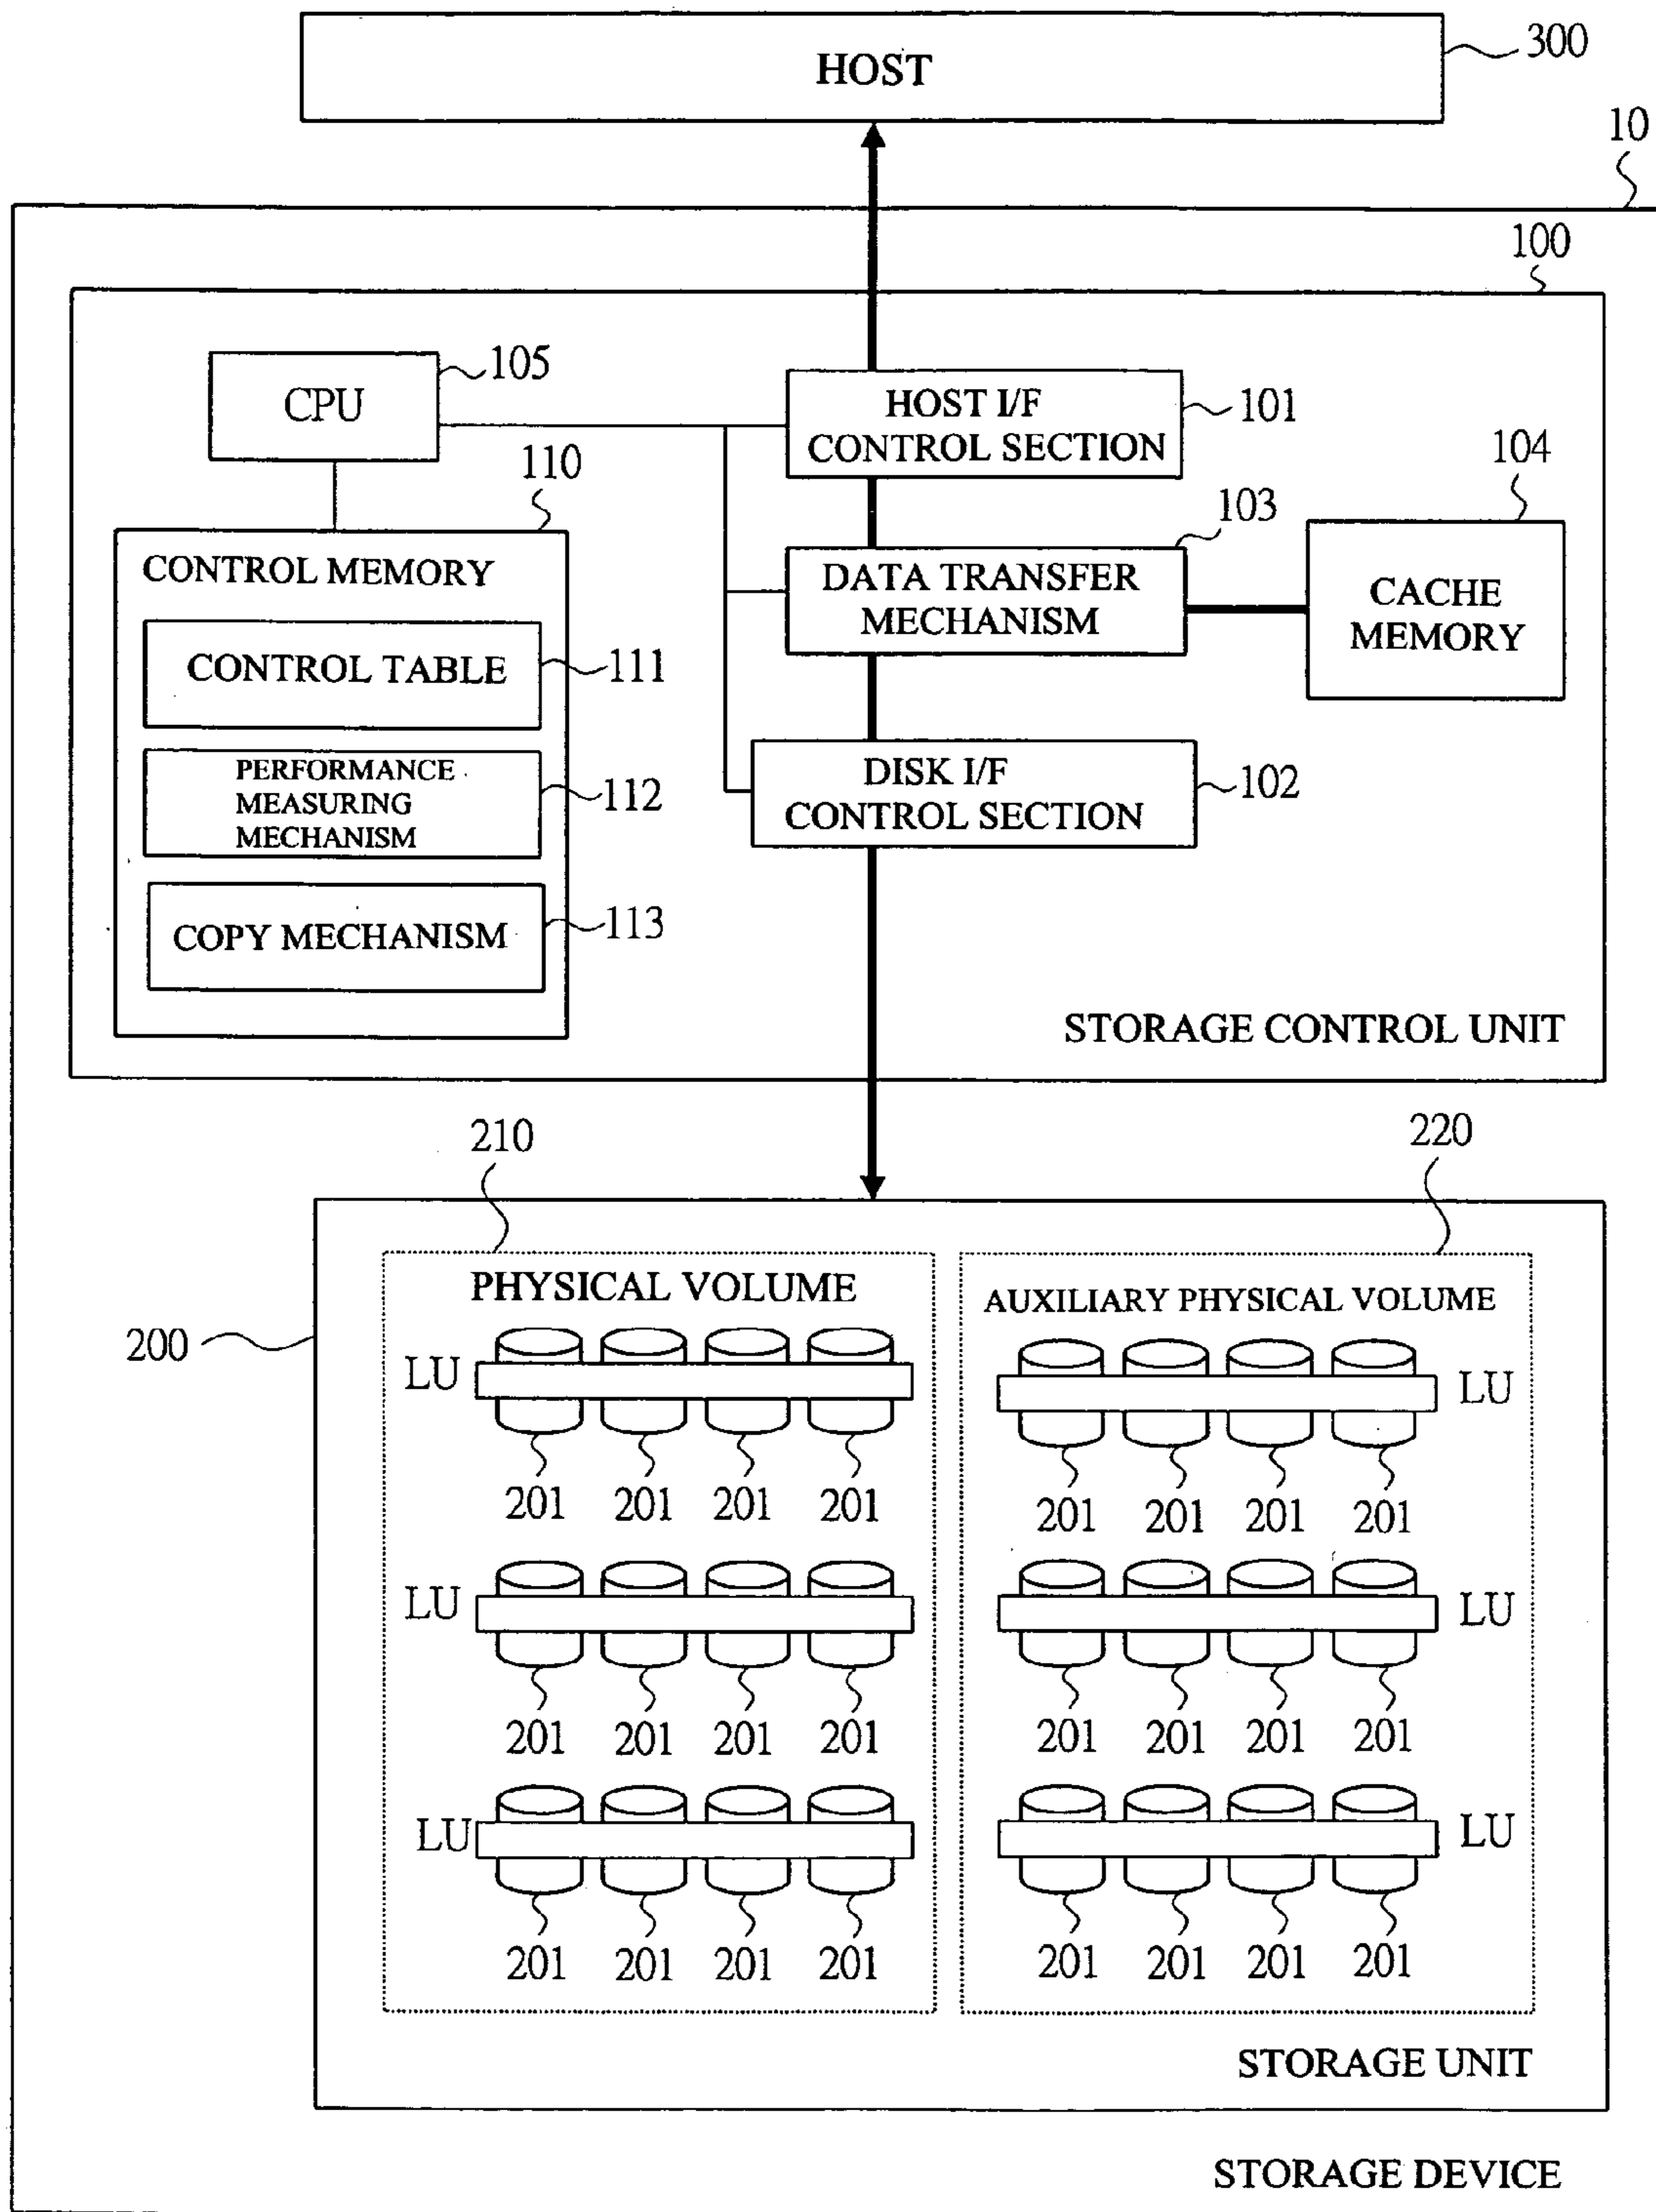 HOST
300
10
100
CPU
105
HOST I/F
CONTROL SECTION
101
110
CONTROL MEMORY
CONTROL TABLE
111
PERFORMANCE
MEASURING
MECHANISM
112
COPY MECHANISM
113
103
DATA TRANSFER
MECHANISM
104
CACHE
MEMORY
DISK I/F
CONTROL SECTION
102
STORAGE CONTROL UNIT
210
220
200
PHYSICAL VOLUME
LU
201 201 201 201
LU
201 201 201 201
LU
201 201 201 201
AUXILIARY PHYSICAL VOLUME
LU
201 201 201 201
LU
201 201 201 201
LU
201 201 201 201
STORAGE UNIT
STORAGE DEVICE